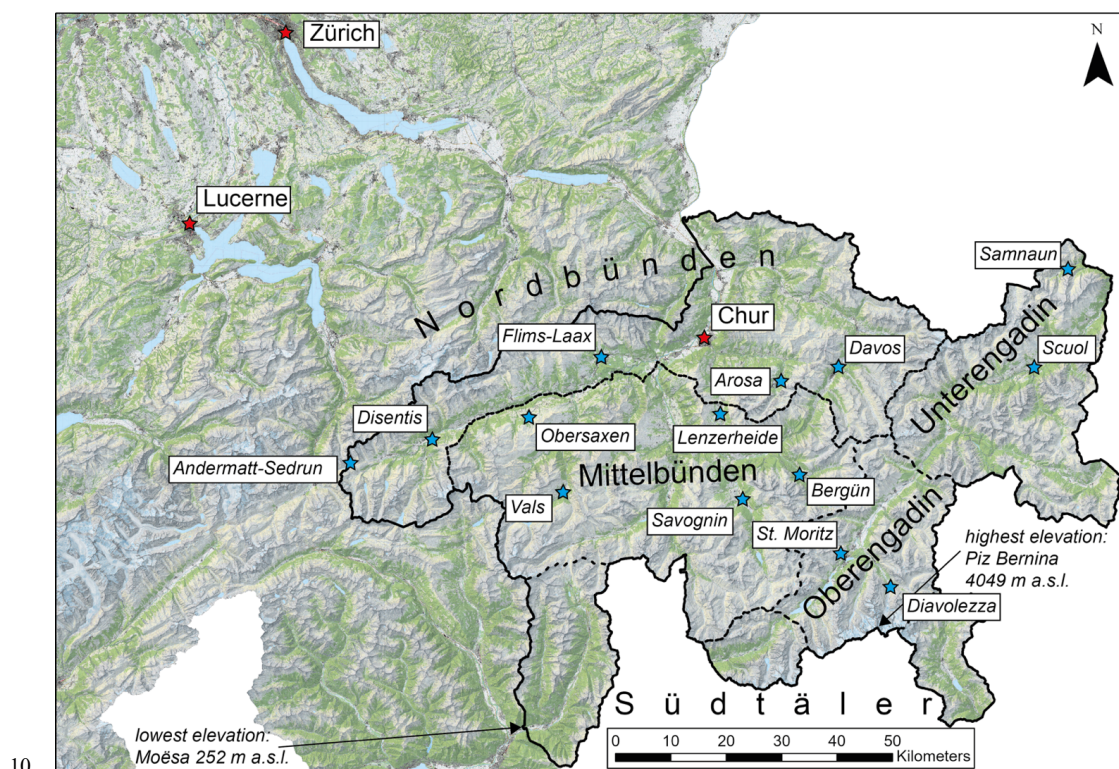 N
Zürich
Lucerne
Samnaun
Nordbünden
Chur
Flims-Laax
Davos
Scuol
Unterengadin
Arosa
Disentis
Obersaxen
Lenzerheide
Andermatt-Sedrun
Mittelbünden
Bergün
Vals
Savognin
St. Moritz
Oberengadin
highest elevation:
Piz Bernina
4049 m a.s.l.
Diavolezza
Südtäler
lowest elevation:
Moësa 252 m a.s.l.
0 10 20 30 40 50
Kilometers
10